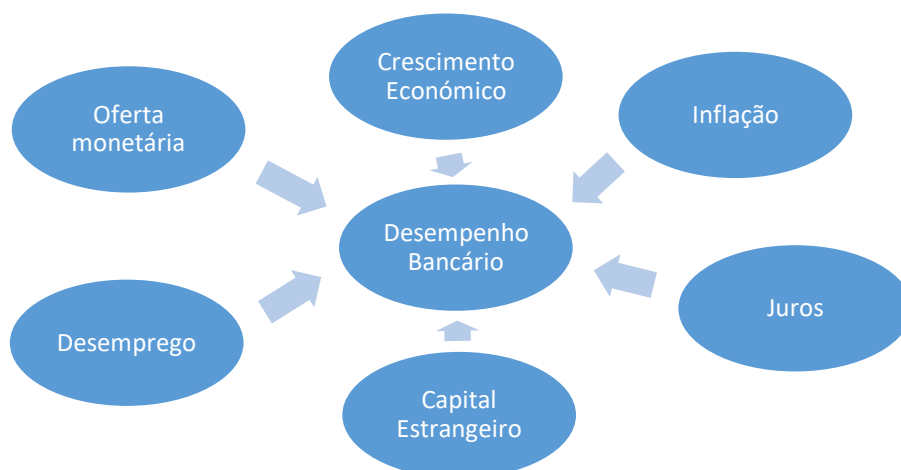 Crescimento
Económico
Oferta
monetária
Inflação
Desempenho
Bancário
Desemprego
Juros
Capital
Estrangeiro